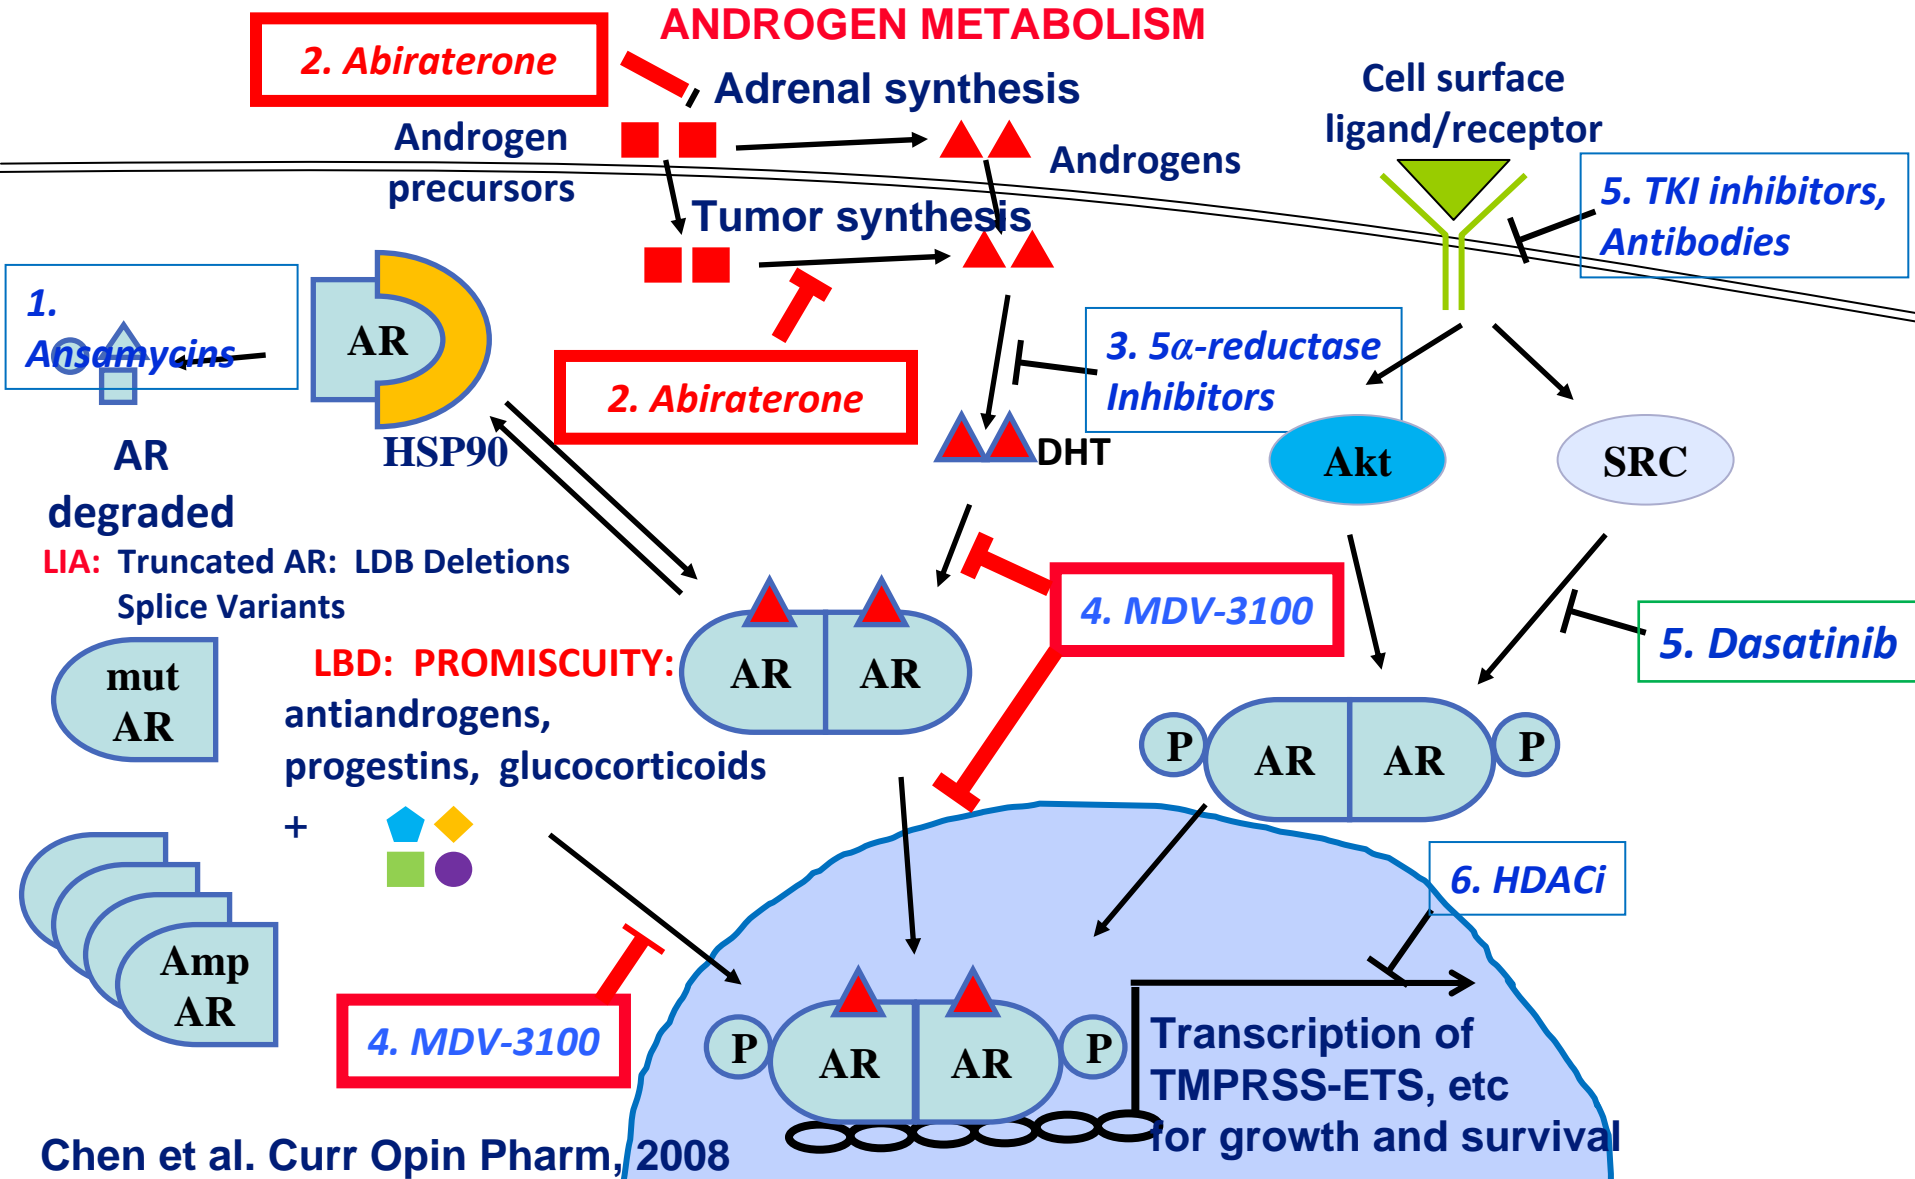 ANDROGEN METABOLISM
2. Abiraterone
Adrenal synthesis
Cell surface
ligand/receptor
Androgen
precursors
Androgens
5. TKI inhibitors,
Antibodies
Tumor synthesis
1.
Ansamycins
AR
HSP90
3. 5α-reductase
Inhibitors
2. Abiraterone
DHT
Akt
SRC
AR
degraded
LIA: Truncated AR: LDB Deletions
Splice Variants
4. MDV-3100
5. Dasatinib
mut
AR
LBD: PROMISCUITY:
antiandrogens,
progestins, glucocorticoids
+
AR AR
P AR AR P
6. HDACi
Amp
AR
4. MDV-3100
P AR AR P
Transcription of
TMPRSS-ETS, etc
for growth and survival
Chen et al. Curr Opin Pharm, 2008